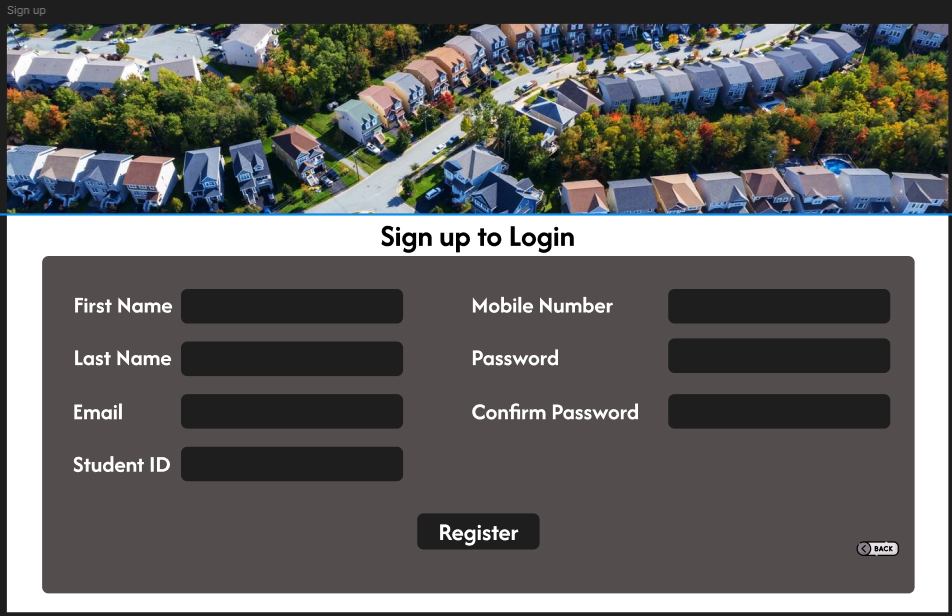 Sign up
Sign up to Login
First Name
Last Name
Email
Student ID
Mobile Number
Password
Confirm Password
Register
BACK